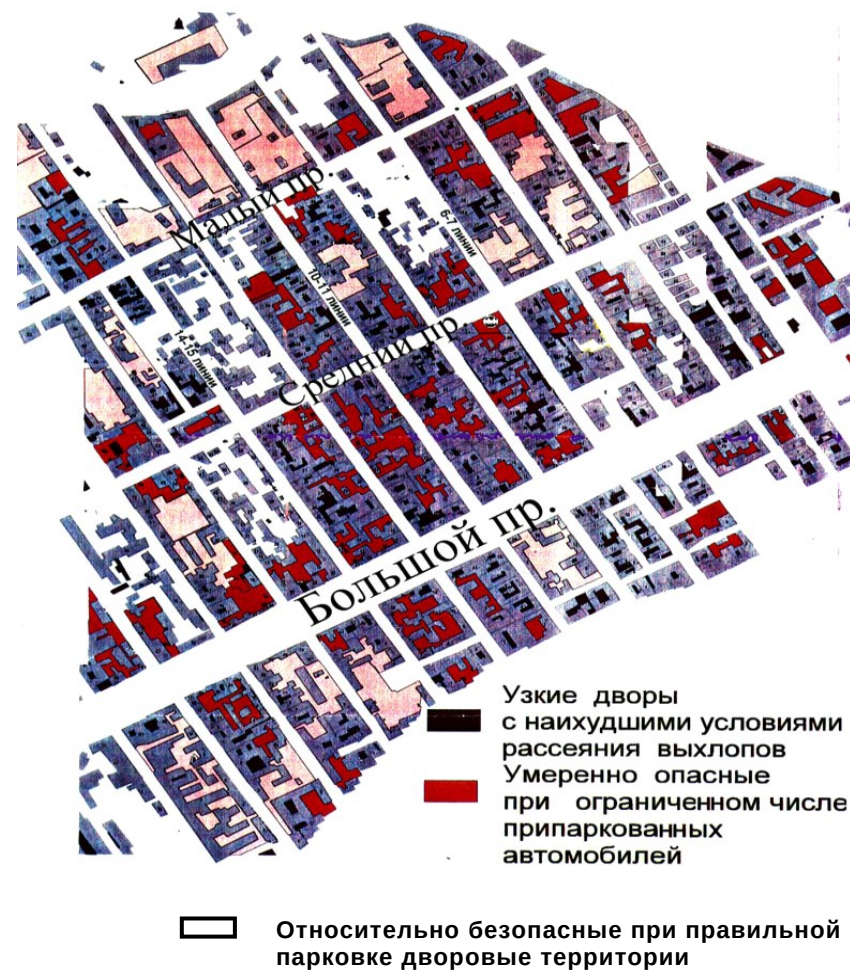 Малый пр.
6-7 линии
10-11 линии
14-15 линии
Средний пр.
Большой пр.
Узкие дворы
с наихудшими условиями
рассеяния выхлопов
Умеренно опасные
при ограниченном числе
припаркованных
автомобилей
Относительно безопасные при правильной
парковке дворовые территории